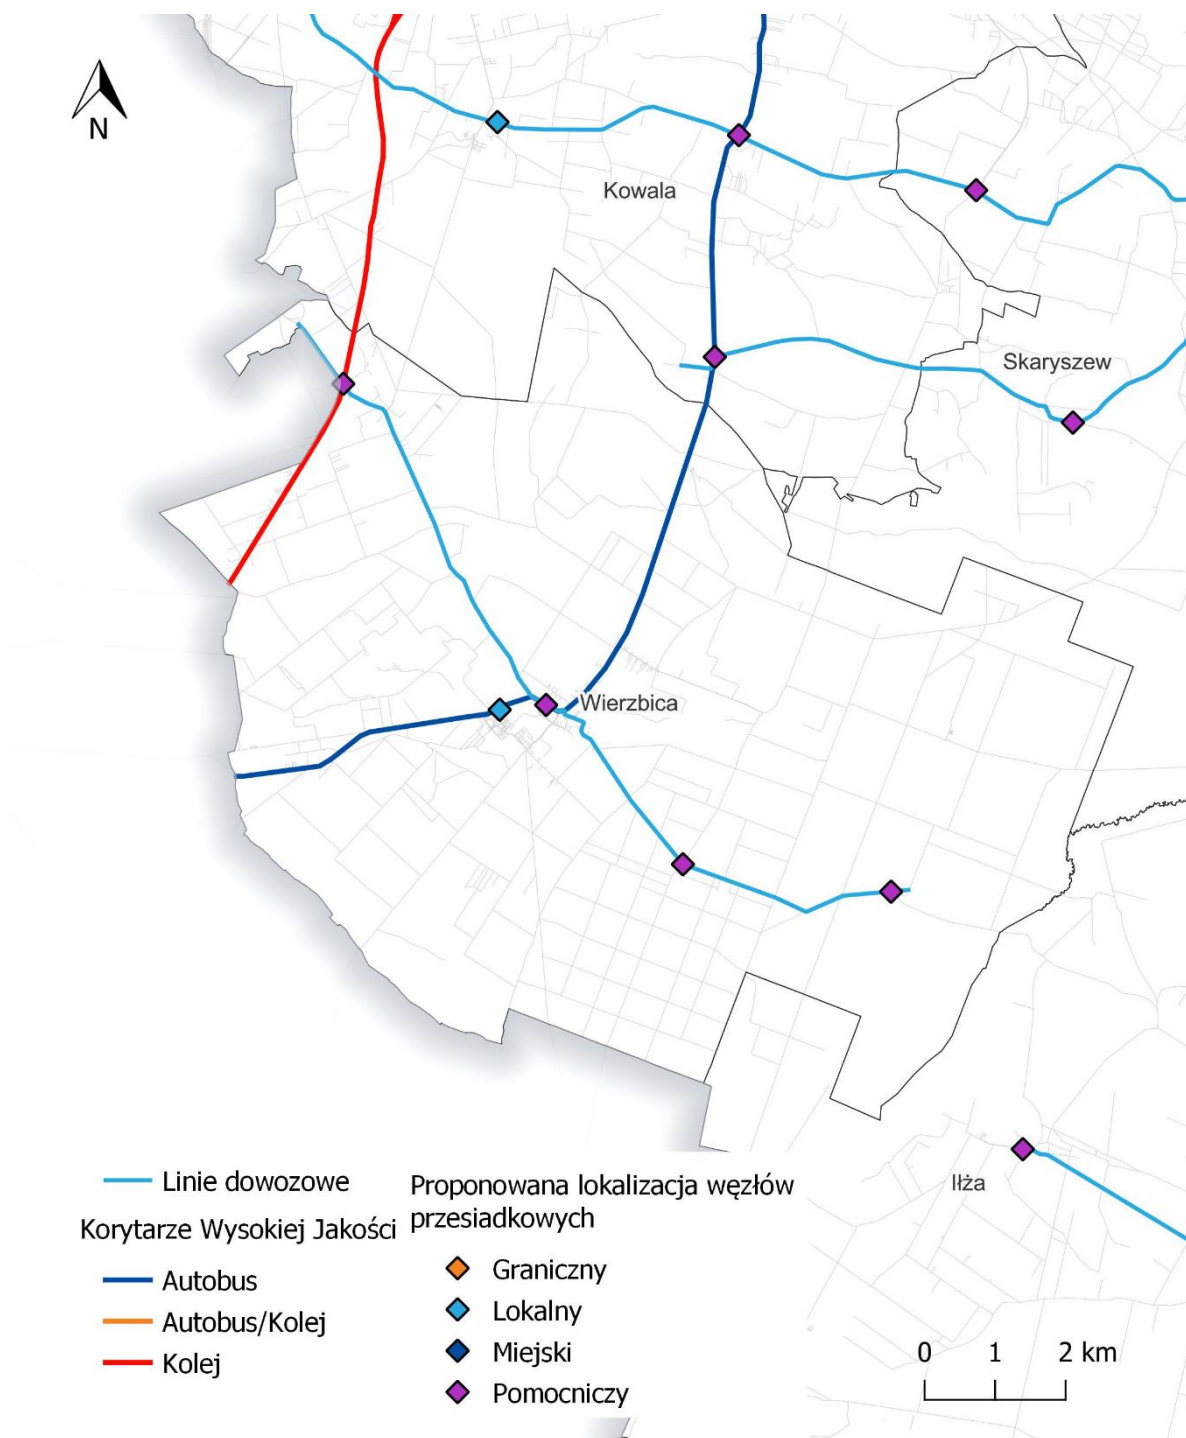 N
Kowala
Skaryszew
Wierzbica
Iłża
Linie dowozowe
Korytarze Wysokiej Jakości
Autobus
Autobus/Kolej
Kolej
Proponowana lokalizacja węzłów
przesiadkowych
Graniczny
Lokalny
Miejski
Pomocniczy
0 1 2 km